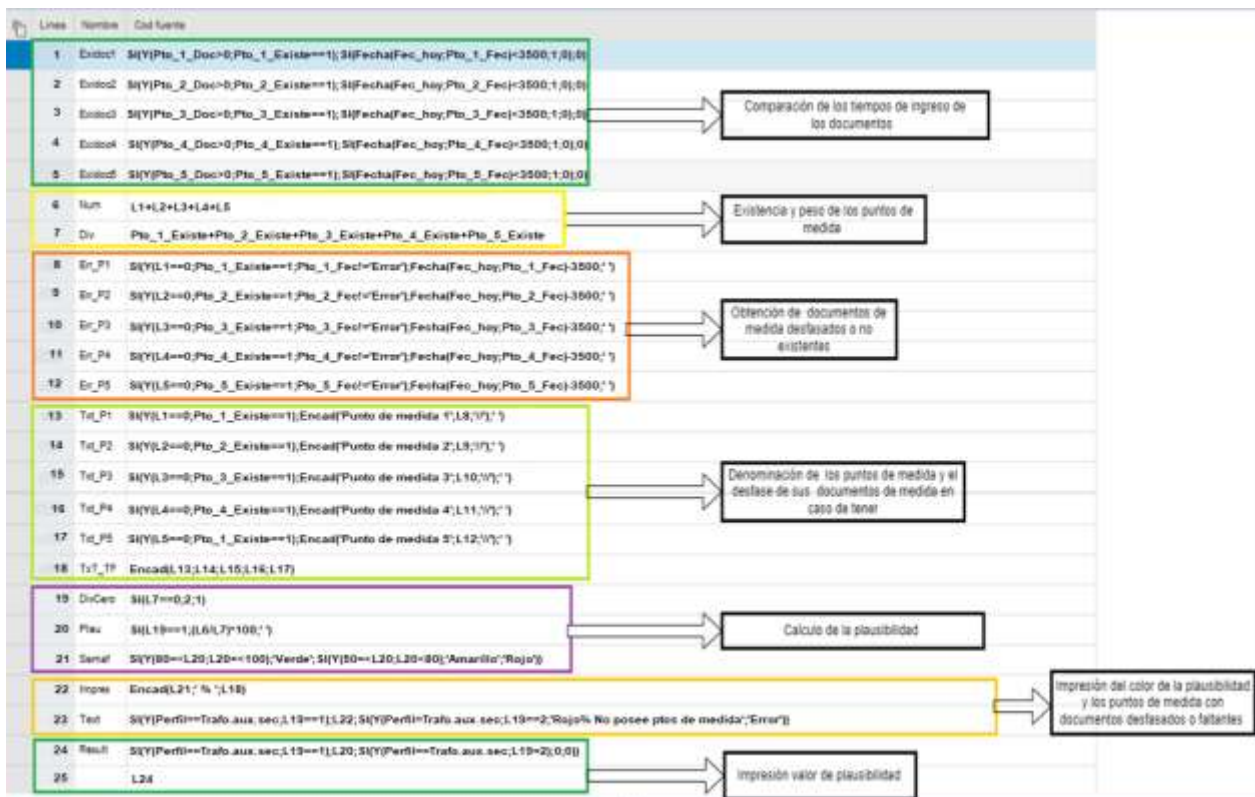 Linea Nombre Cod fuente
1 Exidoc1 SI(Y(Pto_1_Doc>0;Pto_1_Existe==1);SI(Fecha(Fec_hoy;Pto_1_Fec)<3500;1;0);0)
2 Exidoc2 SI(Y(Pto_2_Doc>0;Pto_2_Existe==1);SI(Fecha(Fec_hoy;Pto_2_Fec)<3500;1;0);0)
3 Exidoc3 SI(Y(Pto_3_Doc>0;Pto_3_Existe==1);SI(Fecha(Fec_hoy;Pto_3_Fec)<3500;1;0);0)
Comparación de los tiempos de ingreso de
los documentos
4 Exidoc4 SI(Y(Pto_4_Doc>0;Pto_4_Existe==1);SI(Fecha(Fec_hoy;Pto_4_Fec)<3500;1;0);0)
5 Exidoc5 SI(Y(Pto_5_Doc>0;Pto_5_Existe==1);SI(Fecha(Fec_hoy;Pto_5_Fec)<3500;1;0);0)
6 Num L1+L2+L3+L4+L5
Existencia y peso de los puntos de
medida
7 Div Pto_1_Existe+Pto_2_Existe+Pto_3_Existe+Pto_4_Existe+Pto_5_Existe
8 Err_P1 SI(Y(L1==0;Pto_1_Existe==1;Pto_1_Fec!='Error');Fecha(Fec_hoy;Pto_1_Fec)-3500;' ')
9 Err_P2 SI(Y(L2==0;Pto_2_Existe==1;Pto_2_Fec!='Error');Fecha(Fec_hoy;Pto_2_Fec)-3500;' ')
10 Err_P3 SI(Y(L3==0;Pto_3_Existe==1;Pto_3_Fec!='Error');Fecha(Fec_hoy;Pto_3_Fec)-3500;' ')
Obtención de documentos de
medida desfasados o no
existentes
11 Err_P4 SI(Y(L4==0;Pto_4_Existe==1;Pto_4_Fec!='Error');Fecha(Fec_hoy;Pto_4_Fec)-3500;' ')
12 Err_P5 SI(Y(L5==0;Pto_5_Existe==1;Pto_5_Fec!='Error');Fecha(Fec_hoy;Pto_5_Fec)-3500;' ')
13 Txt_P1 SI(Y(L1==0;Pto_1_Existe==1);Encad('Punto de medida 1';L8;'//');' ')
14 Txt_P2 SI(Y(L2==0;Pto_2_Existe==1);Encad('Punto de medida 2';L9;'//');' ')
15 Txt_P3 SI(Y(L3==0;Pto_3_Existe==1);Encad('Punto de medida 3';L10;'//');' ')
Denominación de los puntos de medida y el
desfase de sus documentos de medida en
caso de tener
16 Txt_P4 SI(Y(L4==0;Pto_4_Existe==1);Encad('Punto de medida 4';L11;'//');' ')
17 Txt_P5 SI(Y(L5==0;Pto_1_Existe==1);Encad('Punto de medida 5';L12;'//');' ')
18 TxT_TP Encad(L13;L14;L15;L16;L17)
19 DivCero SI(L7==0;2;1)
20 Plau SI(L19==1;(L6/L7)*100;' ')
Calculo de la plausibilidad
21 Semaf SI(Y(80=<L20;L20=<100);'Verde';SI(Y(50=<L20;L20<80);'Amarillo';'Rojo'))
22 Impres Encad(L21;' % ';L18)
Impresión del color de la plausibilidad
y los puntos de medida con
documentos desfasados o faltantes
23 Text SI(Y(Perfil==Trafo.aux.sec;L19==1);L22;SI(Y(Perfil=Trafo.aux.sec;L19==2;'Rojo% No posee ptos de medida';'Error'))
24 Result SI(Y(Perfil==Trafo.aux.sec;L19==1);L20;SI(Y(Perfil=Trafo.aux.sec;L19=2);0;0))
25 L24
Impresión valor de plausibilidad